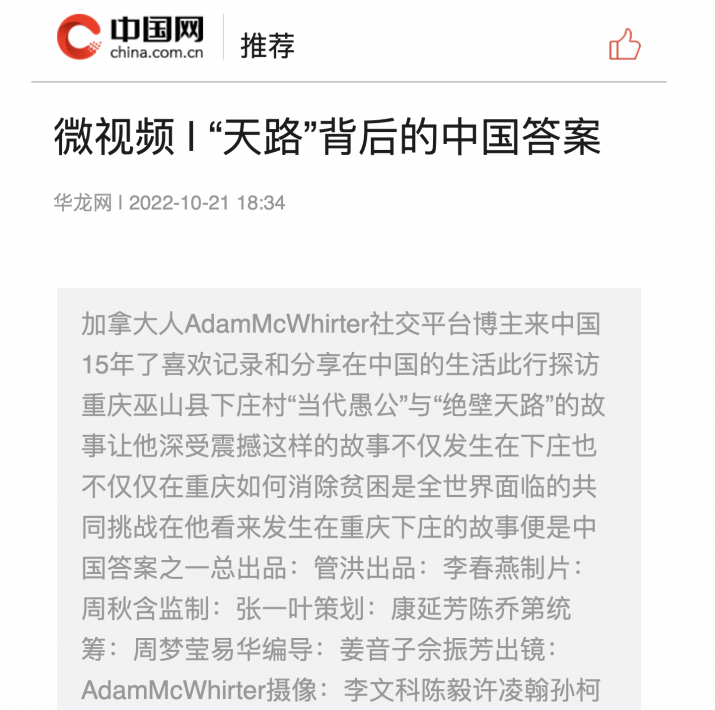 中国网
china.com.cn
推荐
微视频 | “天路”背后的中国答案
华龙网 | 2022-10-21 18:34
加拿大人AdamMcWhirter社交平台博主来中国
15年了喜欢记录和分享在中国的生活此行探访
重庆巫山县下庄村“当代愚公”与“绝壁天路”的故
事让他深受震撼这样的故事不仅发生在下庄也
不仅仅在重庆如何消除贫困是全世界面临的共
同挑战在他看来发生在重庆下庄的故事便是中
国答案之一总出品：管洪出品：李春燕制片：
周秋含监制：张一叶策划：康延芳陈乔第统
筹：周梦莹易华编导：姜音子佘振芳出镜：
AdamMcWhirter摄像：李文科陈毅许凌翰孙柯